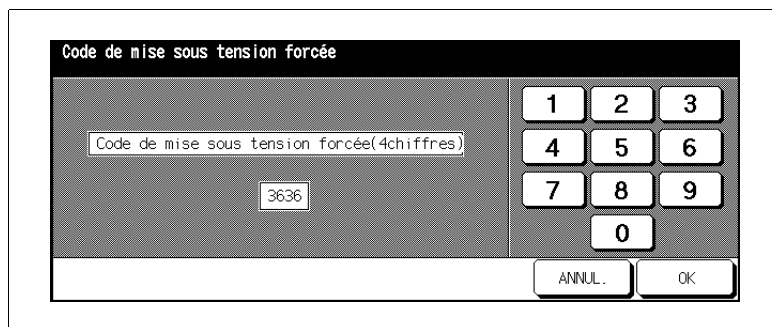 Code de mise sous tension forcée
Code de mise sous tension forcée(4chiffres)
3636
1 2 3
4 5 6
7 8 9
0
ANNUL. OK